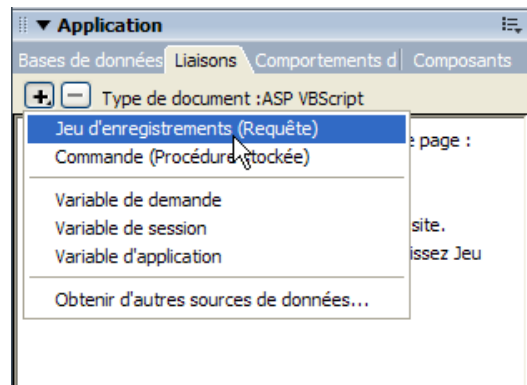 Application
Bases de données Liaisons Comportements d Composants
Type de document :ASP VBScript
Jeu d'enregistrements (Requête)
page :
Commande (Procédure stockée)
Variable de demande
Variable de session
site.
Variable d'application
issez Jeu
Obtenir d'autres sources de données...